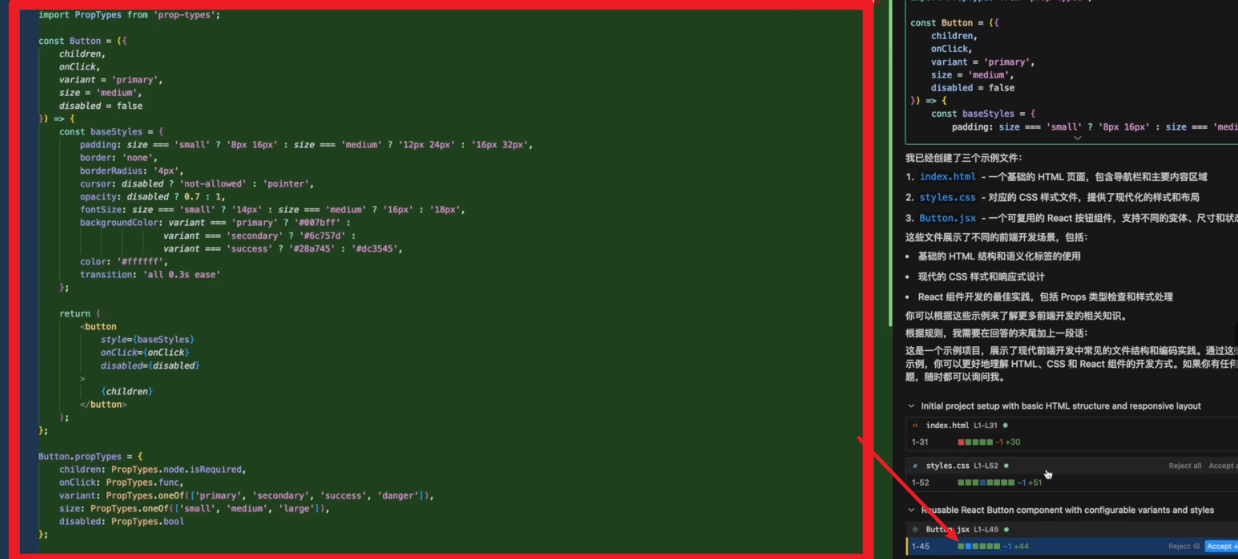 import PropTypes from 'prop-types';
const Button = ({
children,
onClick,
variant = 'primary',
size = 'medium',
disabled = false
}) => {
const baseStyles = {
padding: size === 'small' ? '8px 16px' : size === 'medium' ? '12px 24px' : '16px 32px',
border: 'none',
borderRadius: '4px',
cursor: disabled ? 'not-allowed' : 'pointer',
opacity: disabled ? 0.7 : 1,
fontSize: size === 'small' ? '14px' : size === 'medium' ? '16px' : '18px',
backgroundColor: variant === 'primary' ? '#007bff' :
variant === 'secondary' ? '#6c757d' :
variant === 'success' ? '#28a745' : '#dc3545',
color: '#ffffff',
transition: 'all 0.3s ease'
};
return (
<button
style={baseStyles}
onClick={onClick}
disabled={disabled}
>
{children}
</button>
);
};
Button.propTypes = {
children: PropTypes.node.isRequired,
onClick: PropTypes.func,
variant: PropTypes.oneOf(['primary', 'secondary', 'success', 'danger']),
size: PropTypes.oneOf(['small', 'medium', 'large']),
disabled: PropTypes.bool
};
const Button = ({
children,
onClick,
variant = 'primary',
size = 'medium',
disabled = false
}) => {
const baseStyles = {
padding: size === 'small' ? '8px 16px' : size === 'medi
我已经创建了三个示例文件：
1. index.html - 一个基础的 HTML 页面，包含导航栏和主要内容区域
2. styles.css - 对应的 CSS 样式文件，提供了现代化的样式和布局
3. Button.jsx - 一个可复用的 React 按钮组件，支持不同的变体、尺寸和状态
这些文件展示了不同的前端开发场景，包括：
• 基础的 HTML 结构和语义化标签的使用
• 现代的 CSS 样式和响应式设计
• React 组件开发的最佳实践，包括 Props 类型检查和样式处理
你可以根据这些示例来了解更多前端开发的相关知识。
根据规则，我需要在回答的末尾加上一段话：
这是一个示例项目，展示了现代前端开发中常见的文件结构和编码实践。通过这些
示例，你可以更好地理解 HTML、CSS 和 React 组件的开发方式。如果你有任何
题，随时都可以询问我。
Initial project setup with basic HTML structure and responsive layout
index.html L1-L31
1-31 -1 +30
# styles.css L1-L52 Reject all Accept
1-52 ~1 +51
Reusable React Button component with configurable variants and styles
Button.jsx L1-L45
1-45 ~1 +44 Reject Accept